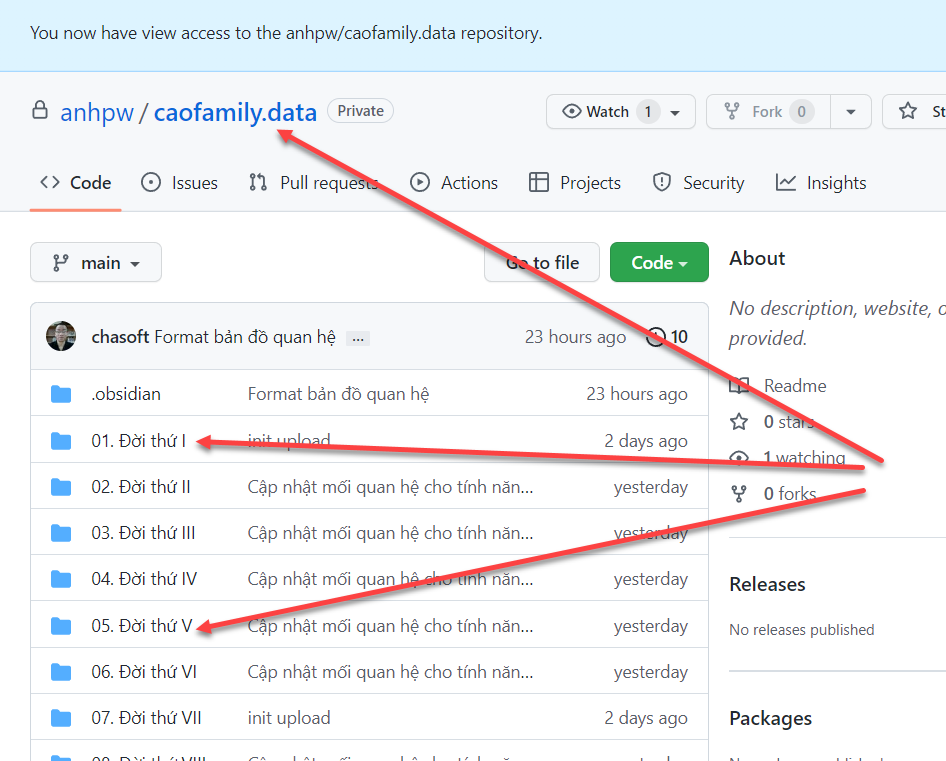 You now have view access to the anhpw/caofamily.data repository.
anhpw / caofamily.data Private
Watch 1
Fork 0
St
Code Issues Pull requests Actions Projects Security Insights
main
Go to file
Code
chasoft Format bản đồ quan hệ ... 23 hours ago 10
.obsidian Format bản đồ quan hệ 23 hours ago
01. Đời thứ I init upload 2 days ago
02. Đời thứ II Cập nhật mối quan hệ cho tính năn... yesterday
03. Đời thứ III Cập nhật mối quan hệ cho tính năn... yesterday
04. Đời thứ IV Cập nhật mối quan hệ cho tính năn... yesterday
05. Đời thứ V Cập nhật mối quan hệ cho tính năn... yesterday
06. Đời thứ VI Cập nhật mối quan hệ cho tính năn... yesterday
07. Đời thứ VII init upload 2 days ago
About
No description, website, o
provided.
Readme
0 stars
1 watching
0 forks
Releases
No releases published
Packages